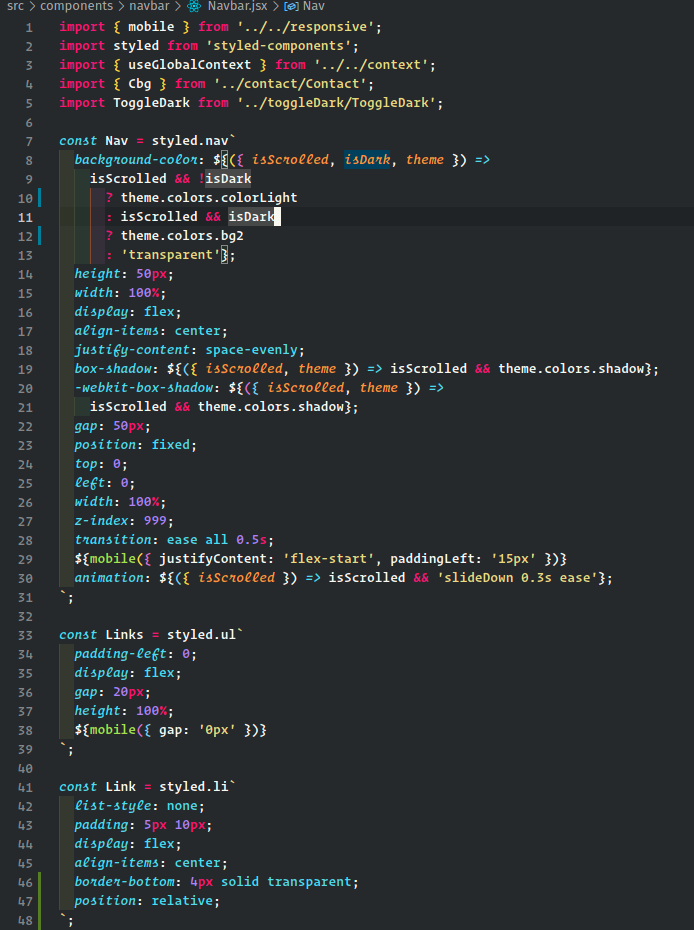 src > components > navbar > Navbar.jsx > Nav
1 import { mobile } from '../../responsive';
2 import styled from 'styled-components';
3 import { useGlobalContext } from '../../context';
4 import { Cbg } from '../contact/Contact';
5 import ToggleDark from '../toggleDark/ToggleDark';
6
7 const Nav = styled.nav`
8   background-color: ${({ isScrolled, isDark, theme }) =>
9     isScrolled && !isDark
10       ? theme.colors.colorLight
11       : isScrolled && isDark
12       ? theme.colors.bg2
13       : 'transparent'};
14   height: 50px;
15   width: 100%;
16   display: flex;
17   align-items: center;
18   justify-content: space-evenly;
19   box-shadow: ${({ isScrolled, theme }) => isScrolled && theme.colors.shadow};
20   -webkit-box-shadow: ${({ isScrolled, theme }) =>
21     isScrolled && theme.colors.shadow};
22   gap: 50px;
23   position: fixed;
24   top: 0;
25   left: 0;
26   width: 100%;
27   z-index: 999;
28   transition: ease all 0.5s;
29   ${mobile({ justifyContent: 'flex-start', paddingLeft: '15px' })}
30   animation: ${({ isScrolled }) => isScrolled && 'slideDown 0.3s ease'};
31 `;
32
33 const Links = styled.ul`
34   padding-left: 0;
35   display: flex;
36   gap: 20px;
37   height: 100%;
38   ${mobile({ gap: '0px' })}
39 `;
40
41 const Link = styled.li`
42   list-style: none;
43   padding: 5px 10px;
44   display: flex;
45   align-items: center;
46   border-bottom: 4px solid transparent;
47   position: relative;
48 `;